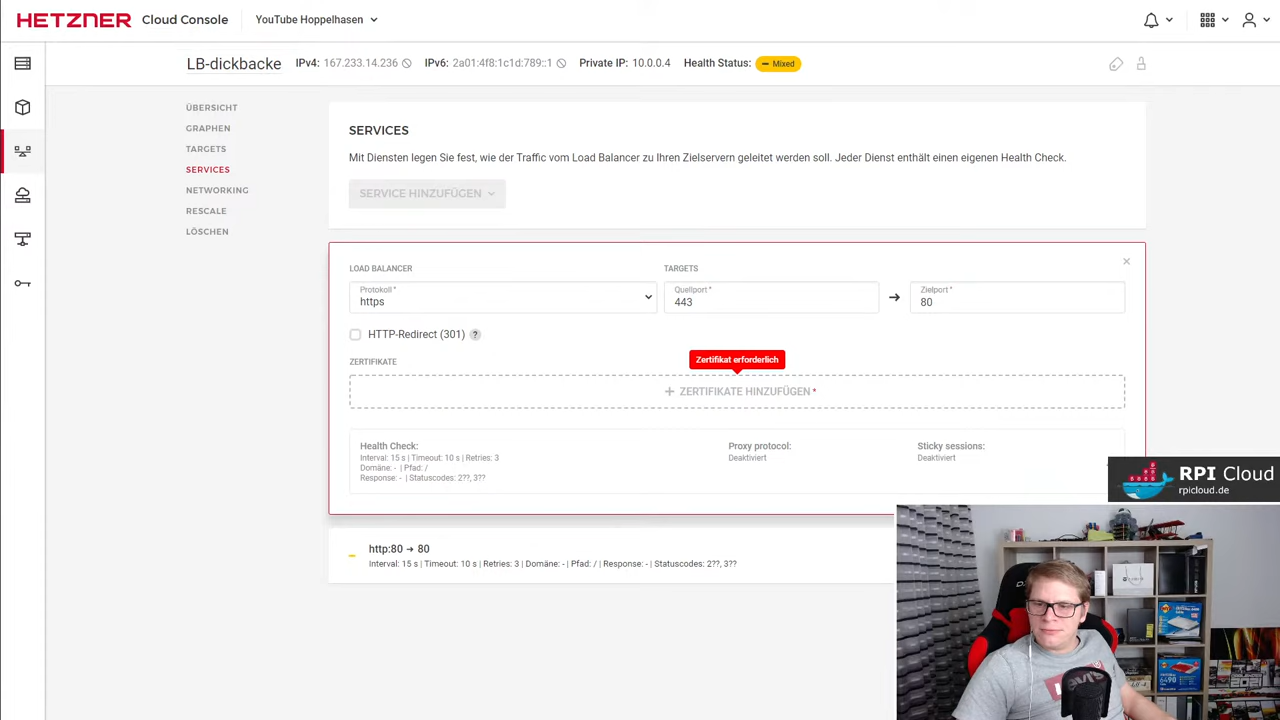 HETZNER Cloud Console YouTube Hoppelhasen
LB-dickbacke IPv4: 167.233.14.236 IPv6: 2a01:4f8:1c1d:789::1 Private IP: 10.0.0.4 Health Status: Mixed
ÜBERSICHT
GRAPHEN
TARGETS
SERVICES
NETWORKING
RESCALE
LÖSCHEN
SERVICES
Mit Diensten legen Sie fest, wie der Traffic vom Load Balancer zu Ihren Zielservern geleitet werden soll. Jeder Dienst enthält einen eigenen Health Check.
SERVICE HINZUFÜGEN
LOAD BALANCER TARGETS
Protokoll * Quellport * Zielport *
https 443 → 80
HTTP-Redirect (301) ?
Zertifikat erforderlich
ZERTIFIKATE
+ ZERTIFIKATE HINZUFÜGEN *
Health Check: Proxy protocol: Sticky sessions:
Interval: 15 s | Timeout: 10 s | Retries: 3 Deaktiviert Deaktiviert
Domäne: - | Pfad: /
Response: - | Statuscodes: 2??, 3??
RPI Cloud
rpicloud.de
http:80 → 80
Interval: 15 s | Timeout: 10 s | Retries: 3 | Domäne: - | Pfad: / | Response: - | Statuscodes: 2??, 3??